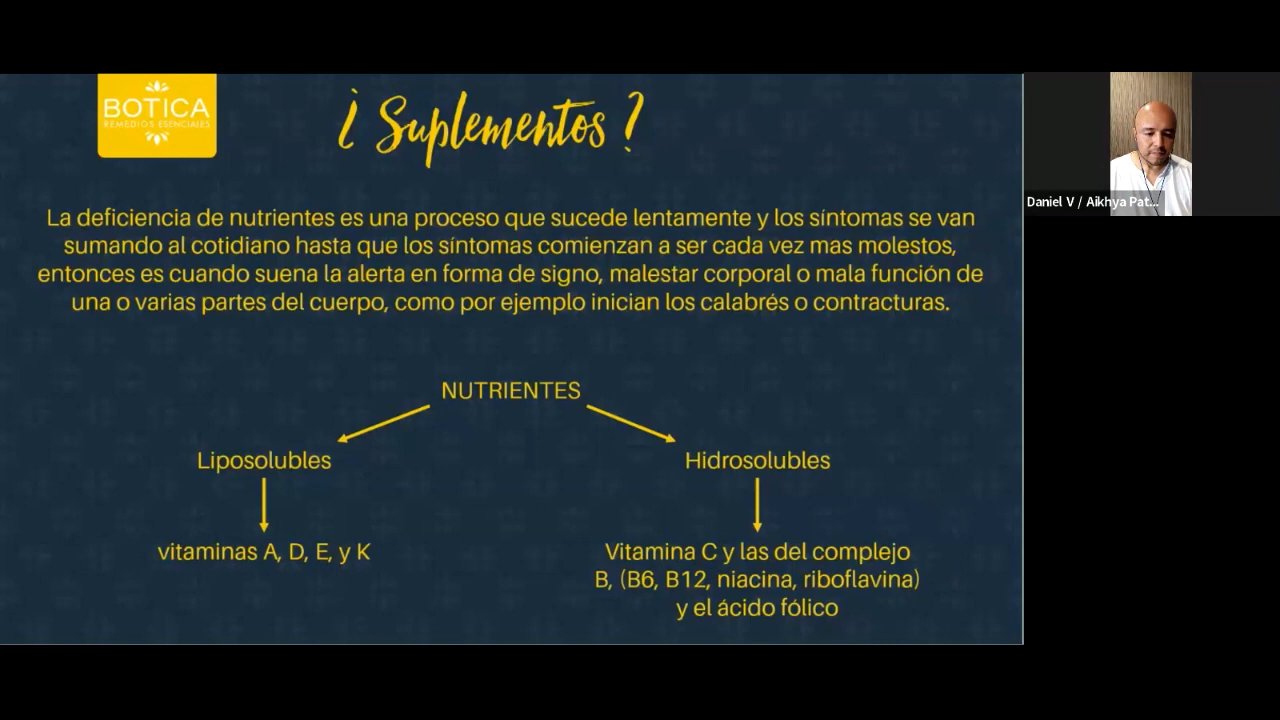 BOTICA
REMEDIOS ESENCIALES
¿ Suplementos ?
La deficiencia de nutrientes es una proceso que sucede lentamente y los síntomas se van
sumando al cotidiano hasta que los síntomas comienzan a ser cada vez mas molestos,
entonces es cuando suena la alerta en forma de signo, malestar corporal o mala función de
una o varias partes del cuerpo, como por ejemplo inician los calabrés o contracturas.
NUTRIENTES
Liposolubles
Hidrosolubles
vitaminas A, D, E, y K
Vitamina C y las del complejo
B, (B6, B12, niacina, riboflavina)
y el ácido fólico
Daniel V / Aikhya Pat...